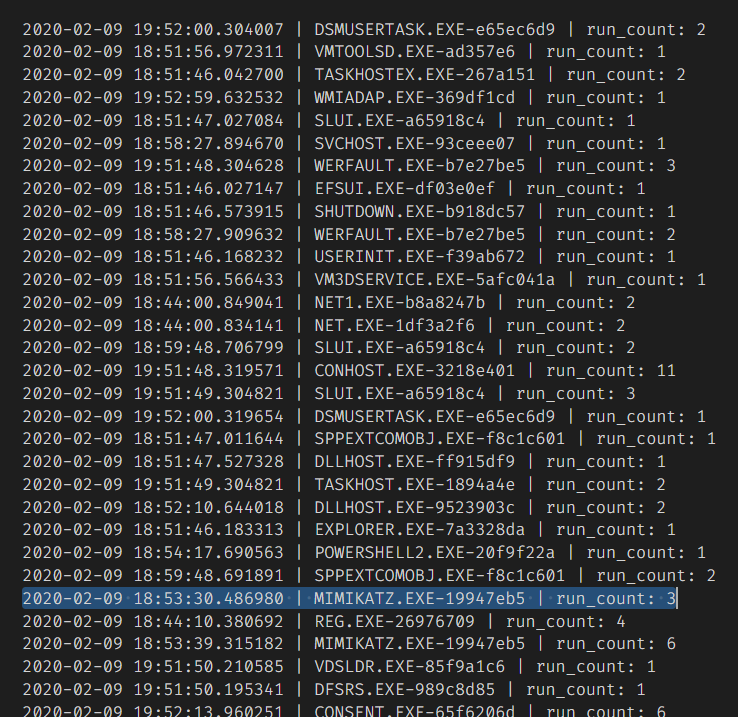 2020-02-09 19:52:00.304007 | DSMUSERTASK.EXE-e65ec6d9 | run_count: 2
2020-02-09 18:51:56.972311 | VMTOOLSD.EXE-ad357e6 | run_count: 1
2020-02-09 18:51:46.042700 | TASKHOSTEX.EXE-267a151 | run_count: 2
2020-02-09 19:52:59.632532 | WMIADAP.EXE-369df1cd | run_count: 1
2020-02-09 18:51:47.027084 | SLUI.EXE-a65918c4 | run_count: 1
2020-02-09 18:58:27.894670 | SVCHOST.EXE-93ceee07 | run_count: 1
2020-02-09 19:51:48.304628 | WERFAULT.EXE-b7e27be5 | run_count: 3
2020-02-09 18:51:46.027147 | EFSUI.EXE-df03e0ef | run_count: 1
2020-02-09 18:51:46.573915 | SHUTDOWN.EXE-b918dc57 | run_count: 1
2020-02-09 18:58:27.909632 | WERFAULT.EXE-b7e27be5 | run_count: 2
2020-02-09 18:51:46.168232 | USERINIT.EXE-f39ab672 | run_count: 1
2020-02-09 18:51:56.566433 | VM3DSERVICE.EXE-5afc041a | run_count: 1
2020-02-09 18:44:00.849041 | NET1.EXE-b8a8247b | run_count: 2
2020-02-09 18:44:00.834141 | NET.EXE-1df3a2f6 | run_count: 2
2020-02-09 18:59:48.706799 | SLUI.EXE-a65918c4 | run_count: 2
2020-02-09 19:51:48.319571 | CONHOST.EXE-3218e401 | run_count: 11
2020-02-09 19:51:49.304821 | SLUI.EXE-a65918c4 | run_count: 3
2020-02-09 19:52:00.319654 | DSMUSERTASK.EXE-e65ec6d9 | run_count: 1
2020-02-09 18:51:47.011644 | SPPEXTCOMOBJ.EXE-f8c1c601 | run_count: 1
2020-02-09 18:51:47.527328 | DLLHOST.EXE-ff915df9 | run_count: 1
2020-02-09 19:51:49.304821 | TASKHOST.EXE-1894a4e | run_count: 2
2020-02-09 18:52:10.644018 | DLLHOST.EXE-9523903c | run_count: 2
2020-02-09 18:51:46.183313 | EXPLORER.EXE-7a3328da | run_count: 1
2020-02-09 18:54:17.690563 | POWERSHELL2.EXE-20f9f22a | run_count: 1
2020-02-09 18:59:48.691891 | SPPEXTCOMOBJ.EXE-f8c1c601 | run_count: 2
2020-02-09 18:53:30.486980 | MIMIKATZ.EXE-19947eb5 | run_count: 3
2020-02-09 18:44:10.380692 | REG.EXE-26976709 | run_count: 4
2020-02-09 18:53:39.315182 | MIMIKATZ.EXE-19947eb5 | run_count: 6
2020-02-09 19:51:50.210585 | VDSLDR.EXE-85f9a1c6 | run_count: 1
2020-02-09 19:51:50.195341 | DFSRS.EXE-989c8d85 | run_count: 1
2020-02-09 19:52:13.960251 | CONSENT.EXE-65f6206d | run_count: 6